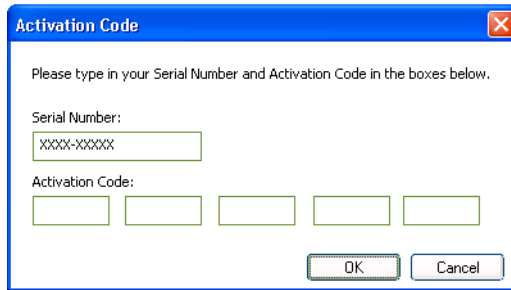 Activation Code
Please type in your Serial Number and Activation Code in the boxes below.
Serial Number:
XXXX-XXXXX
Activation Code:
OK Cancel